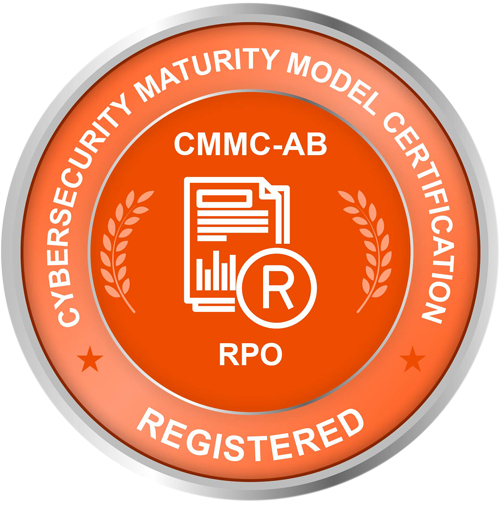 CYBERSECURITY MATURITY MODEL CERTIFICATION
CMMC-AB
R
RPO
REGISTERED